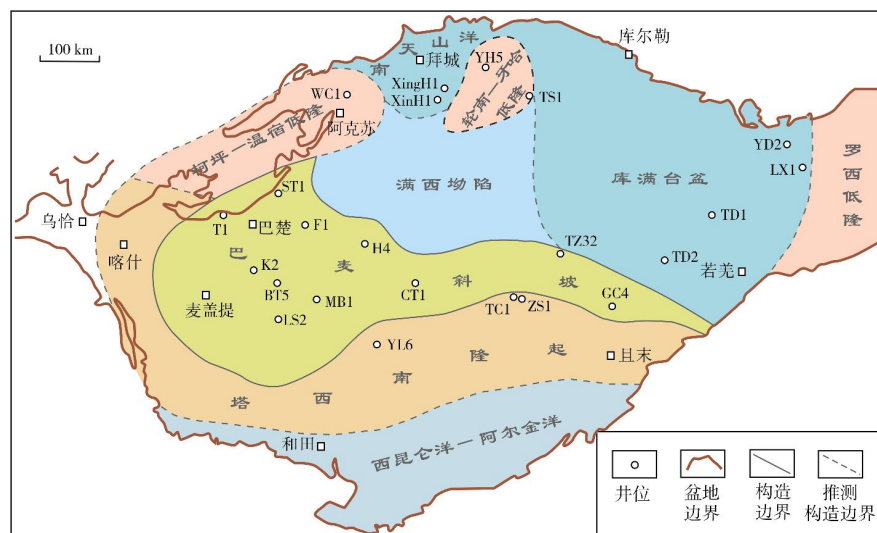 100 km
南天山洋
拜城
库尔勒
YH5
XingH1
XinH1
轮南—牙哈低隆
TS1
WC1
阿克苏
柯坪—温宿低隆
YD2
LX1
罗西低隆
满西坳陷
库满台盆
ST1
乌恰
T1
巴楚
F1
TD1
喀什
H4
TZ32
TD2
若羌
巴麦斜坡
K2
BT5
CT1
麦盖提
MB1
TC1
ZS1
GC4
LS2
YL6
且末
塔西南隆起
和田
西昆仑洋—阿尔金洋
井位
盆地
边界
构造
边界
推测
构造边界